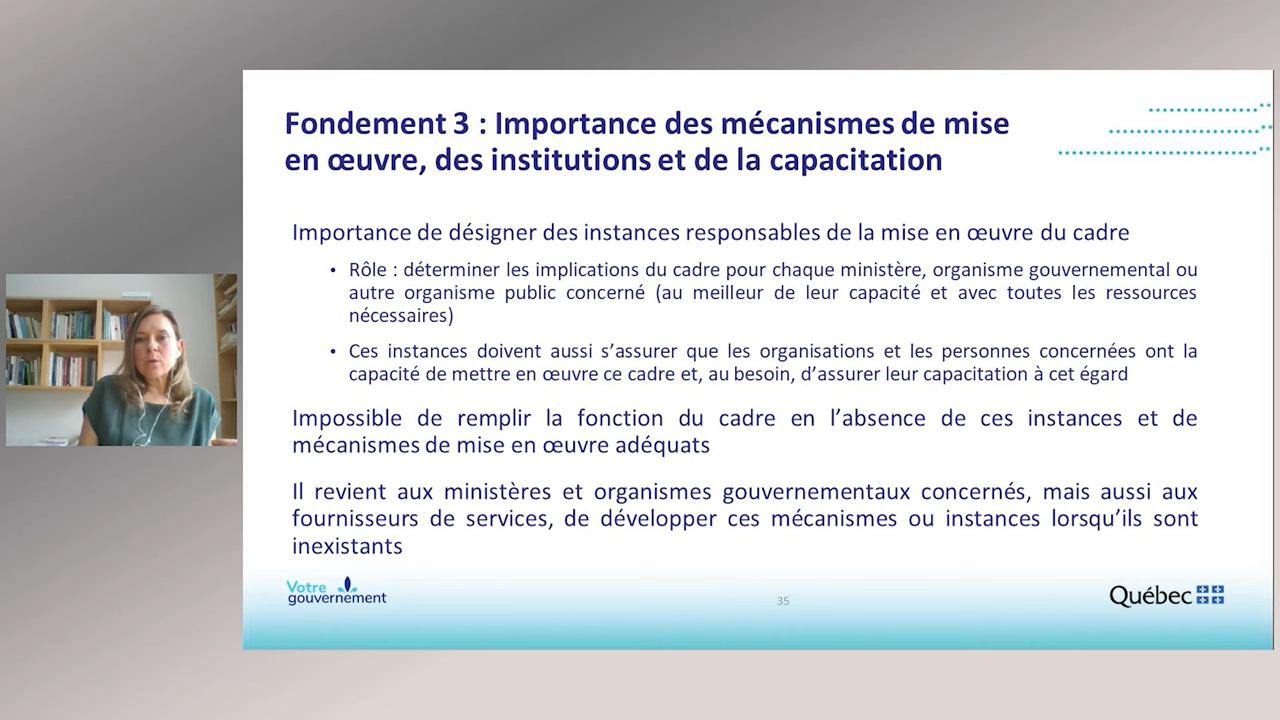 Fondement 3 : Importance des mécanismes de mise
en œuvre, des institutions et de la capacitation
Importance de désigner des instances responsables de la mise en œuvre du cadre
• Rôle : déterminer les implications du cadre pour chaque ministère, organisme gouvernemental ou
autre organisme public concerné (au meilleur de leur capacité et avec toutes les ressources
nécessaires)
• Ces instances doivent aussi s’assurer que les organisations et les personnes concernées ont la
capacité de mettre en œuvre ce cadre et, au besoin, d’assurer leur capacitation à cet égard
Impossible de remplir la fonction du cadre en l’absence de ces instances et de
mécanismes de mise en œuvre adéquats
Il revient aux ministères et organismes gouvernementaux concernés, mais aussi aux
fournisseurs de services, de développer ces mécanismes ou instances lorsqu’ils sont
inexistants
Votre
gouvernement
35
Québec